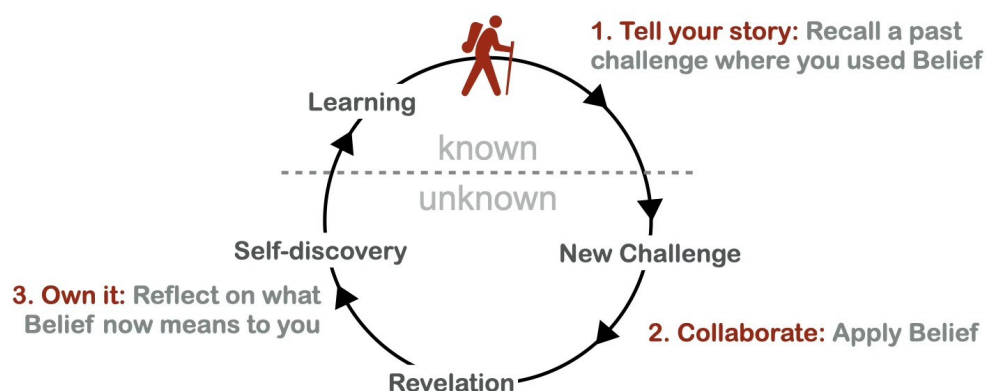 1. Tell your story: Recall a past
challenge where you used Belief
Learning
known
unknown
Self-discovery
New Challenge
3. Own it: Reflect on what
Belief now means to you
2. Collaborate: Apply Belief
Revelation